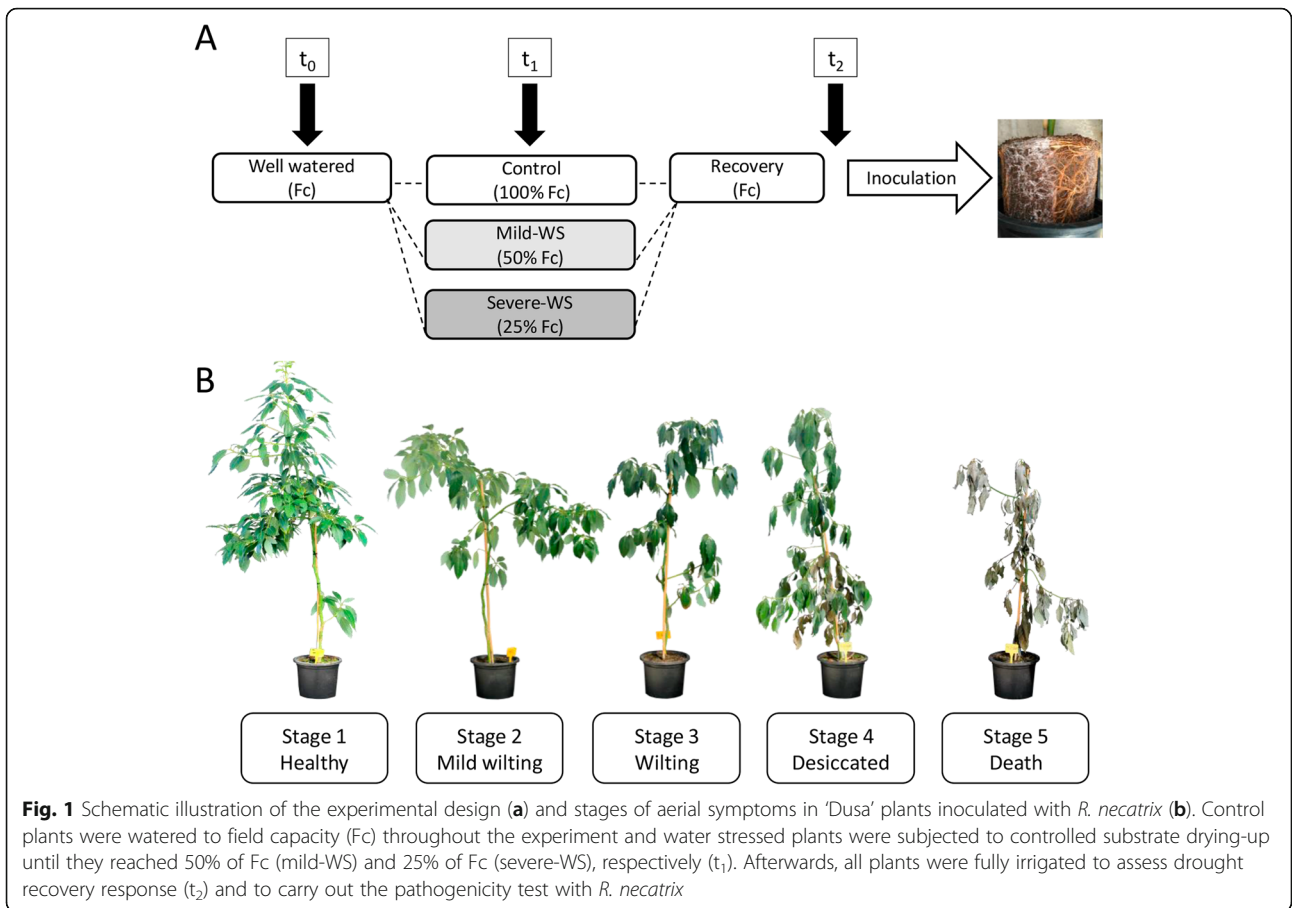 A
t₀
t₁
t₂
Well watered
(Fc)
Control
(100% Fc)
Recovery
(Fc)
Inoculation
Mild-WS
(50% Fc)
Severe-WS
(25% Fc)
B
Stage 1
Healthy
Stage 2
Mild wilting
Stage 3
Wilting
Stage 4
Desiccated
Stage 5
Death
Fig. 1 Schematic illustration of the experimental design (a) and stages of aerial symptoms in ‘Dusa’ plants inoculated with R. necatrix (b). Control
plants were watered to field capacity (Fc) throughout the experiment and water stressed plants were subjected to controlled substrate drying-up
until they reached 50% of Fc (mild-WS) and 25% of Fc (severe-WS), respectively (t₁). Afterwards, all plants were fully irrigated to assess drought
recovery response (t₂) and to carry out the pathogenicity test with R. necatrix